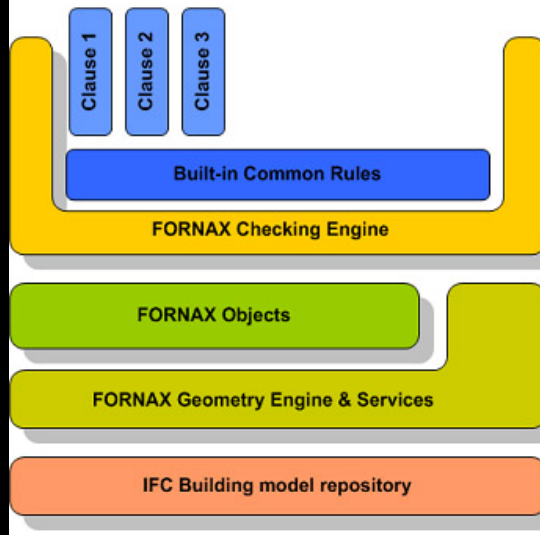 Clause 1
Clause 2
Clause 3
Built-in Common Rules
FORNAX Checking Engine
FORNAX Objects
FORNAX Geometry Engine & Services
IFC Building model repository